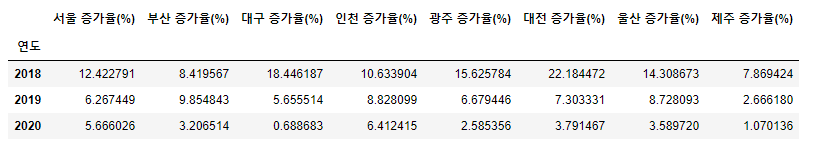 서울 증가율(%) 부산 증가율(%) 대구 증가율(%) 인천 증가율(%) 광주 증가율(%) 대전 증가율(%) 울산 증가율(%) 제주 증가율(%)
연도
2018 12.422791 8.419567 18.446187 10.633904 15.625784 22.184472 14.308673 7.869424
2019 6.267449 9.854843 5.655514 8.828099 6.679446 7.303331 8.728093 2.666180
2020 5.666026 3.206514 0.688683 6.412415 2.585356 3.791467 3.589720 1.070136